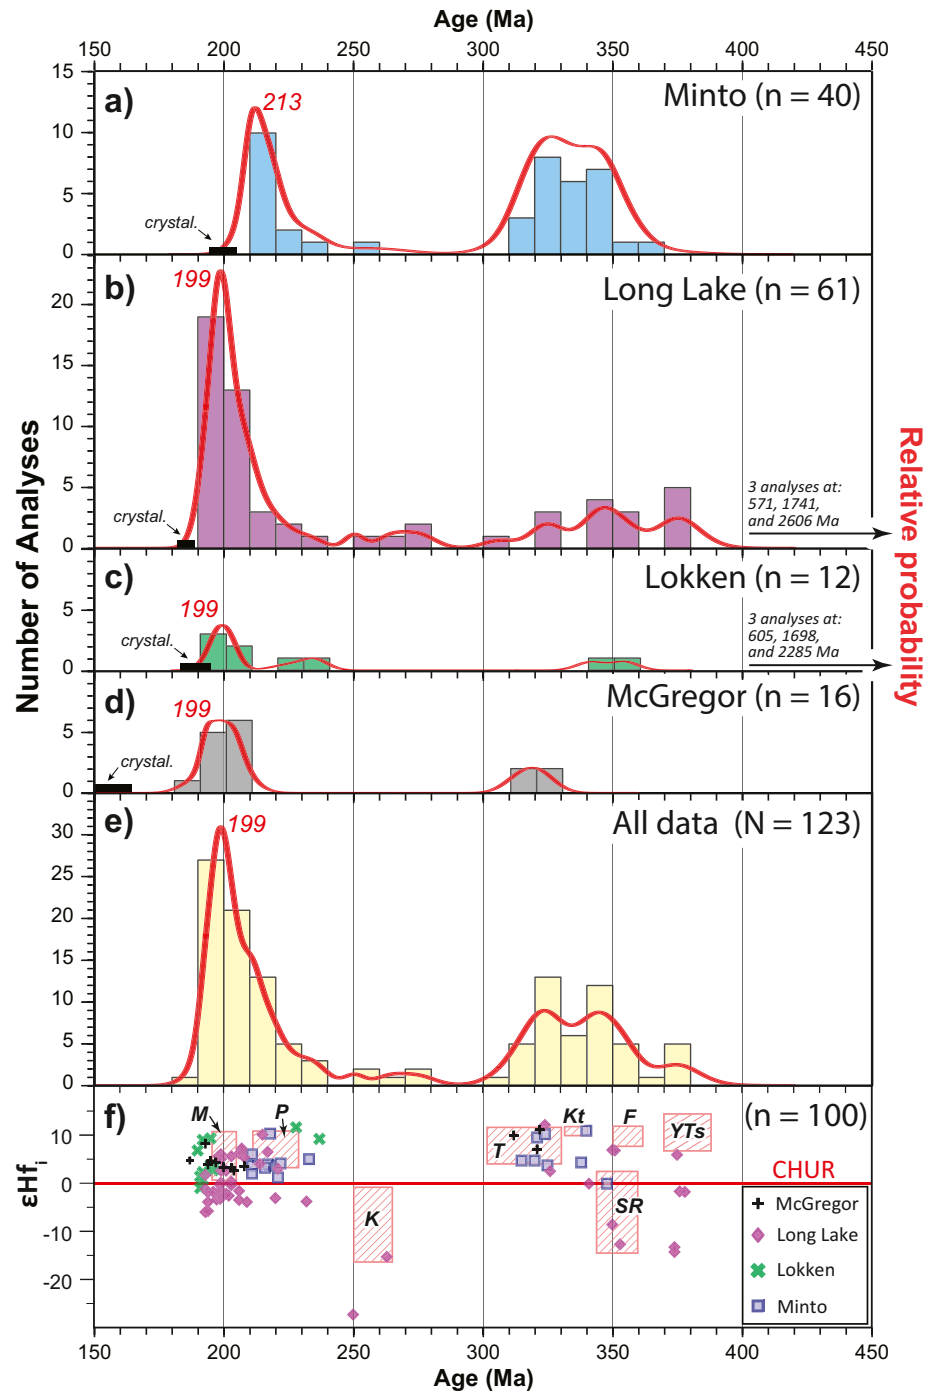 Age (Ma)
150 200 250 300 350 400 450
Number of Analyses
Relative probability
a)
Minto (n = 40)
213
crystal.
15
10
5
0
b)
Long Lake (n = 61)
199
crystal.
3 analyses at:
571, 1741,
and 2606 Ma
20
15
10
5
0
c)
Lokken (n = 12)
199
crystal.
3 analyses at:
605, 1698,
and 2285 Ma
5
0
d)
McGregor (n = 16)
199
crystal.
5
0
e)
All data (N = 123)
199
30
25
20
15
10
5
0
f)
(n = 100)
εHfi
10
0
-10
-20
M
P
K
T
Kt
F
SR
YTs
CHUR
McGregor
Long Lake
Lokken
Minto
150 200 250 300 350 400 450
Age (Ma)